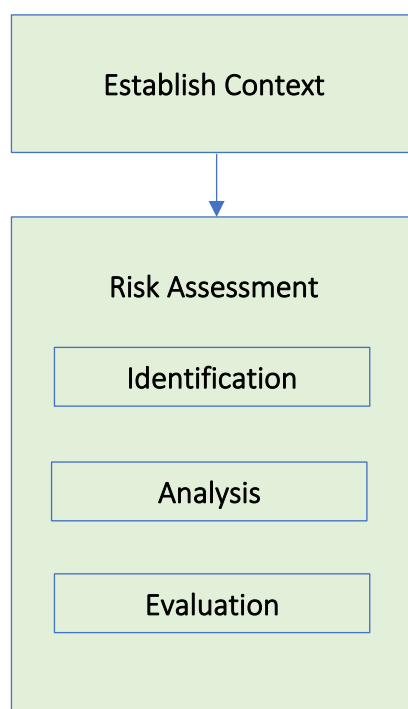 Establish Context
Risk Assessment
Identification
Analysis
Evaluation